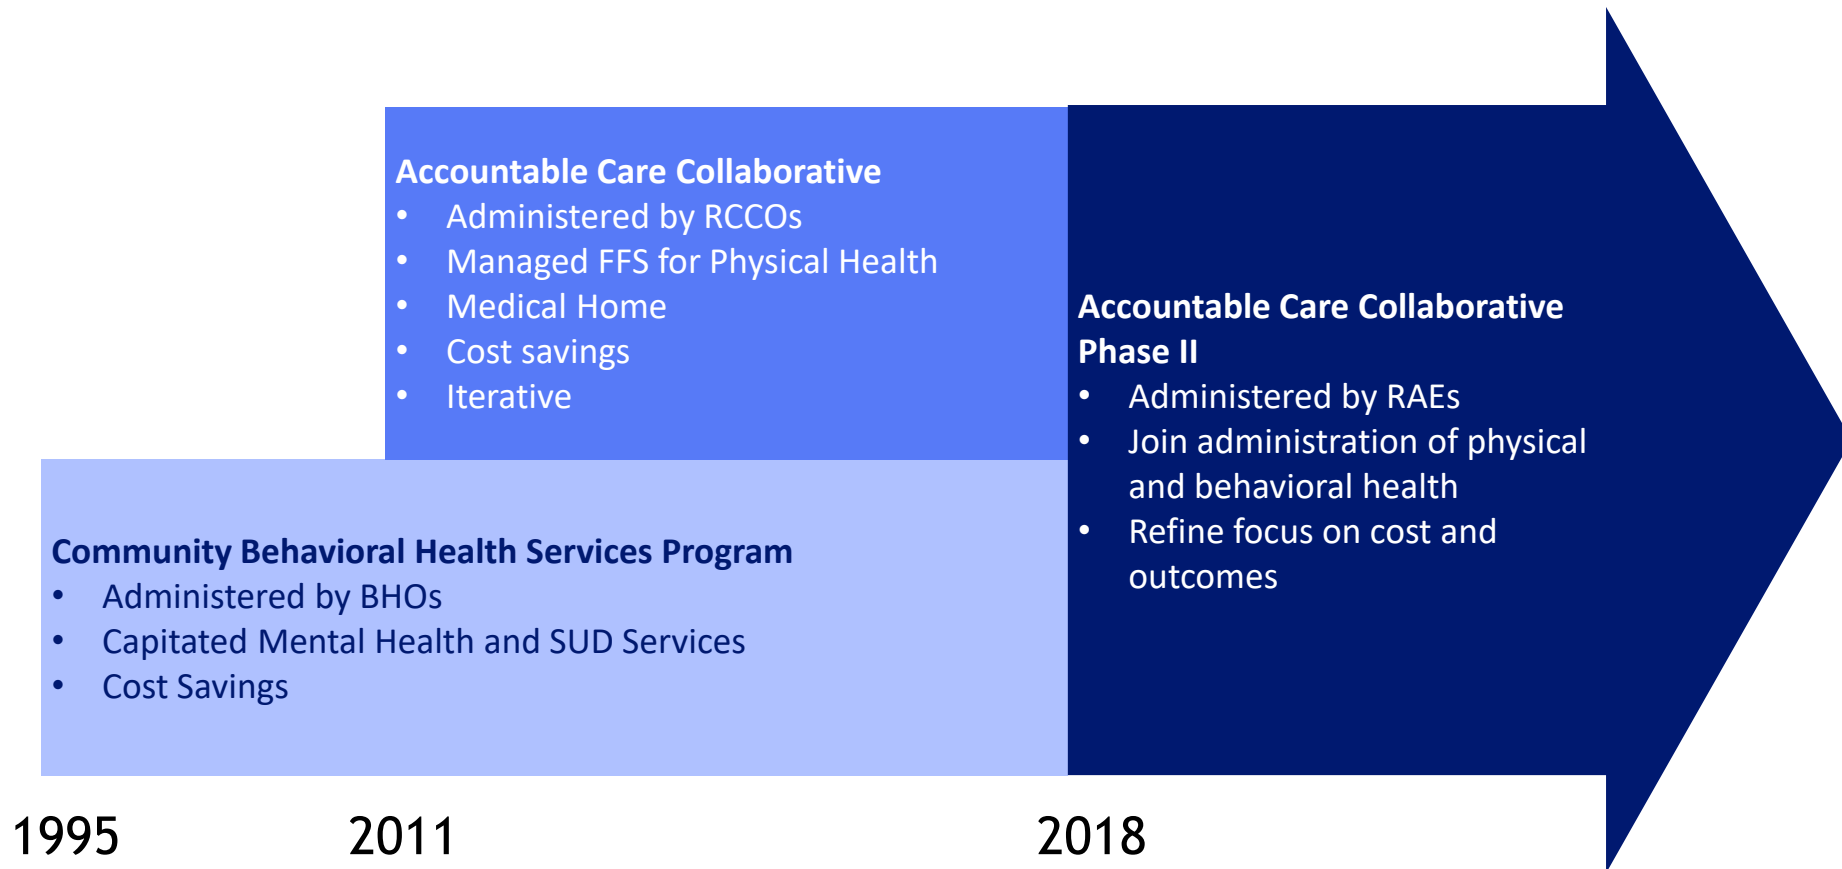 Accountable Care Collaborative
• Administered by RCCOs
• Managed FFS for Physical Health
• Medical Home
• Cost savings
• Iterative
Community Behavioral Health Services Program
• Administered by BHOs
• Capitated Mental Health and SUD Services
• Cost Savings
Accountable Care Collaborative
Phase II
• Administered by RAEs
• Join administration of physical
and behavioral health
• Refine focus on cost and
outcomes
1995
2011
2018